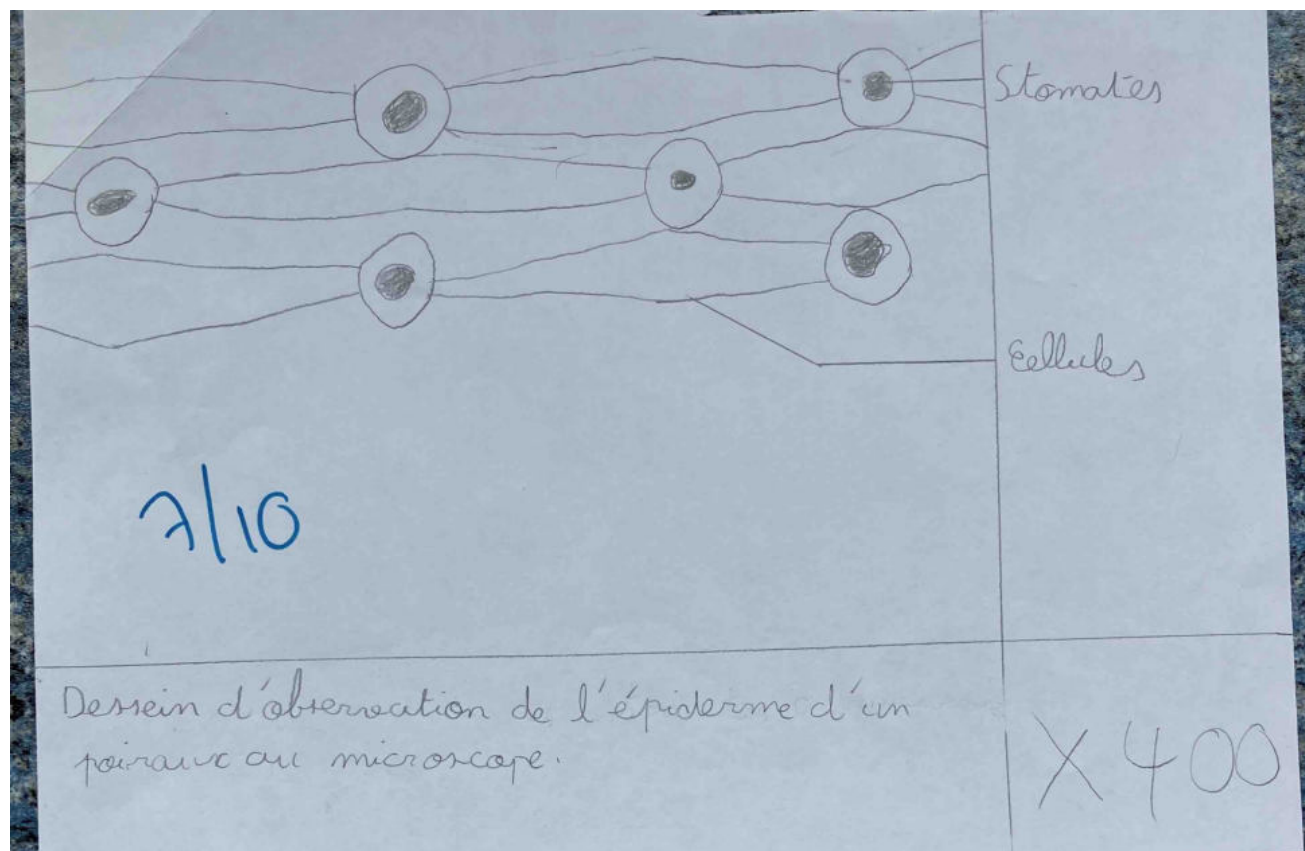 Stomates
Cellules
7/10
Dessein d'observation de l'épiderme d'un
poiraux au microscope.
X400